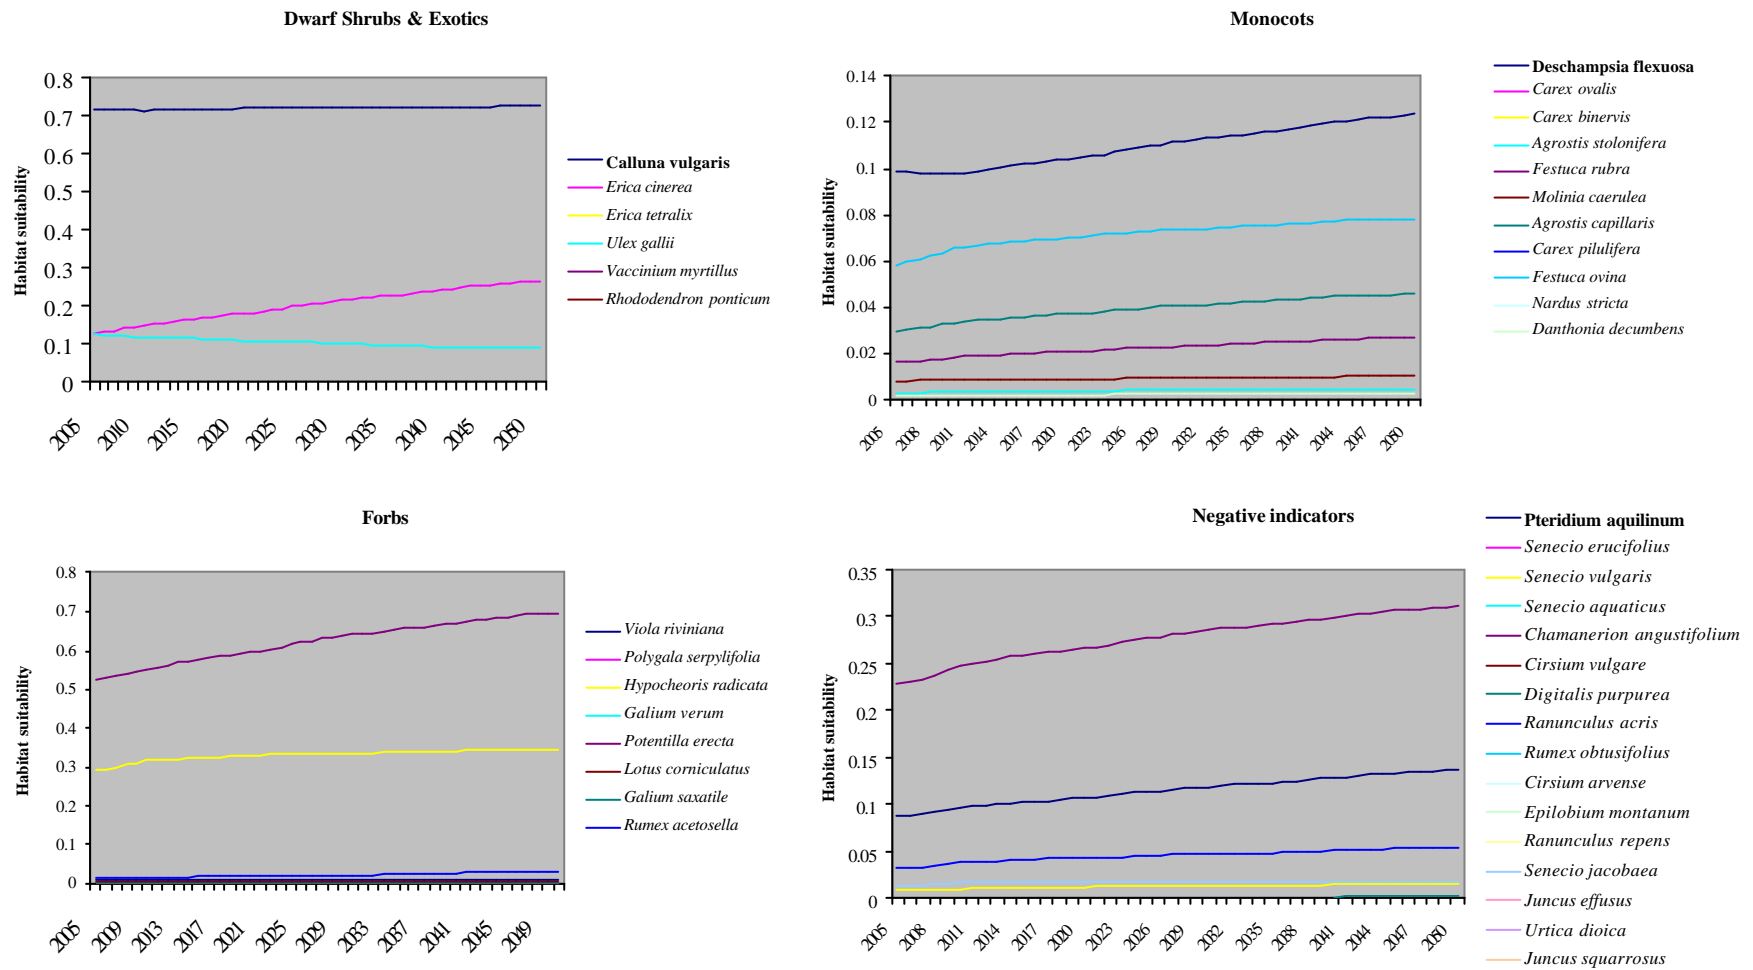 Dwarf Shrubs & Exotics
Habitat suitability
0.8
0.7
0.6
0.5
0.4
0.3
0.2
0.1
0
2005
2010
2015
2020
2025
2030
2035
2040
2045
2050
Calluna vulgaris
Erica cinerea
Erica tetralix
Ulex gallii
Vaccinium myrtillus
Rhododendron ponticum
Monocots
Habitat suitability
0.14
0.12
0.1
0.08
0.06
0.04
0.02
0
2005
2008
2011
2014
2017
2020
2023
2026
2029
2032
2035
2038
2041
2044
2047
2050
Deschampsia flexuosa
Carex ovalis
Carex binervis
Agrostis stolonifera
Festuca rubra
Molinia caerulea
Agrostis capillaris
Carex pilulifera
Festuca ovina
Nardus stricta
Danthonia decumbens
Forbs
Habitat suitability
0.8
0.7
0.6
0.5
0.4
0.3
0.2
0.1
0
2005
2009
2013
2017
2021
2025
2029
2033
2037
2041
2045
2049
Viola riviniana
Polygala serpylifolia
Hypocheoris radicata
Galium verum
Potentilla erecta
Lotus corniculatus
Galium saxatile
Rumex acetosella
Negative indicators
Habitat suitability
0.35
0.3
0.25
0.2
0.15
0.1
0.05
0
2005
2008
2011
2014
2017
2020
2023
2026
2029
2032
2035
2038
2041
2044
2047
2050
Pteridium aquilinum
Senecio erucifolius
Senecio vulgaris
Senecio aquaticus
Chamanerion angustifolium
Cirsium vulgare
Digitalis purpurea
Ranunculus acris
Rumex obtusifolius
Cirsium arvense
Epilobium montanum
Ranunculus repens
Senecio jacobaea
Juncus effusus
Urtica dioica
Juncus squarrosus